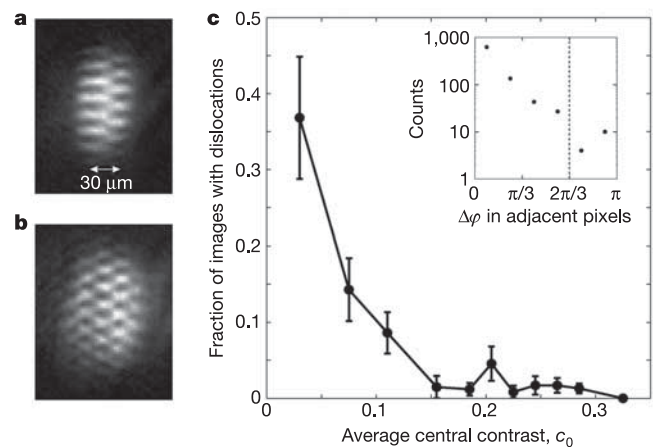 a
30 μm
b
c
Fraction of images with dislocations
0.5
0.4
0.3
0.2
0.1
0
0
0.1
0.2
0.3
Average central contrast, c₀
Counts
1,000
100
10
1
0
π/3
2π/3
π
Δφ in adjacent pixels